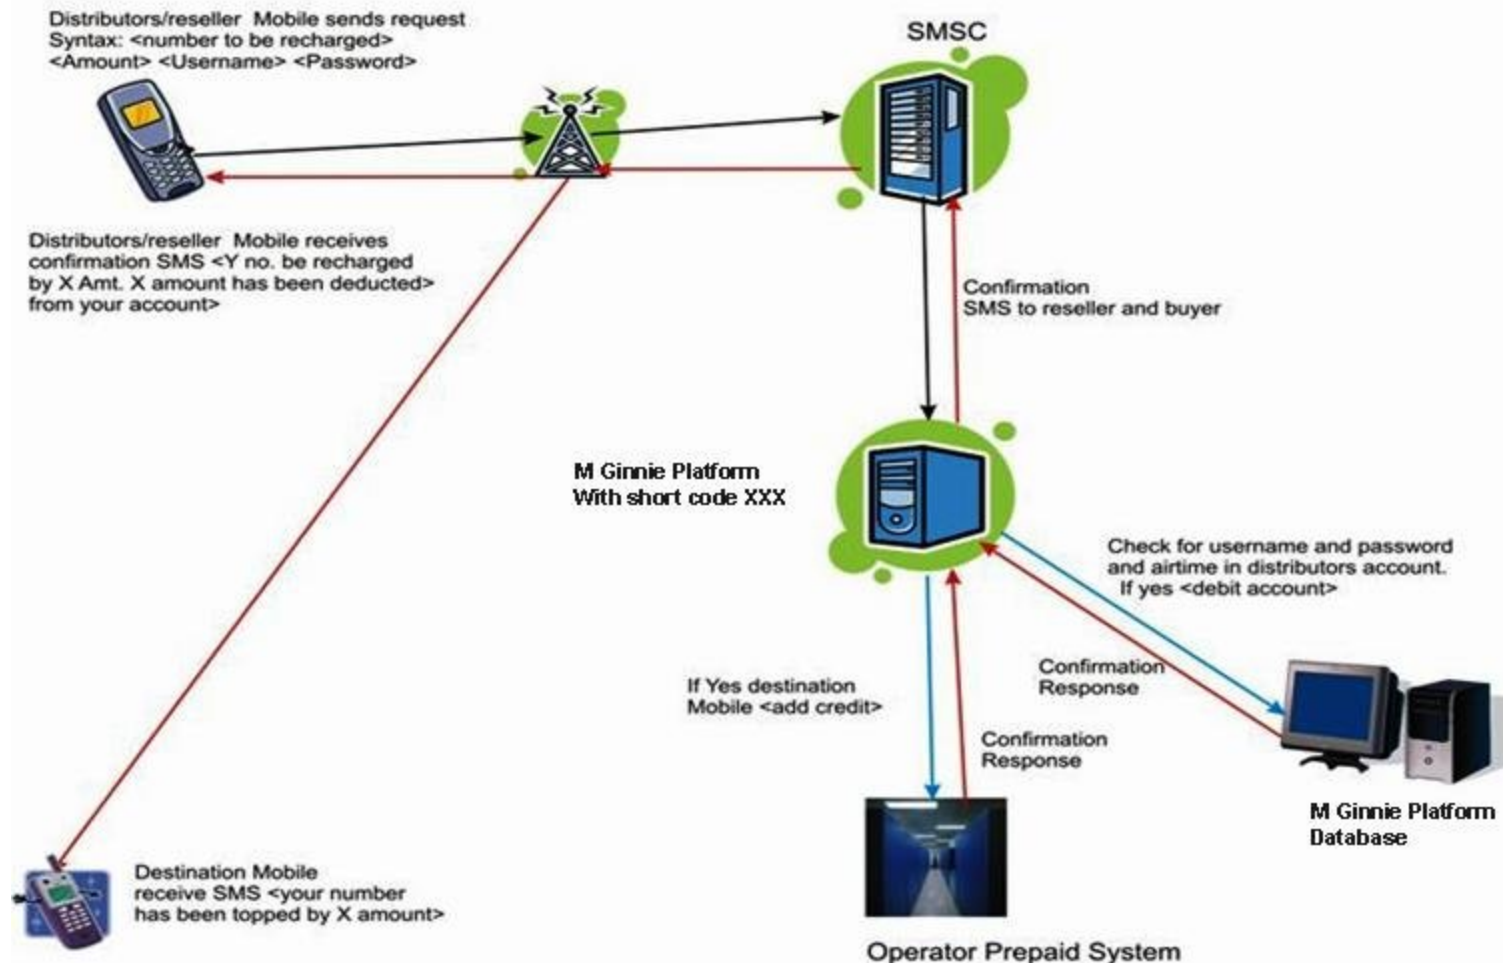 Distributors/reseller Mobile sends request
Syntax: <number to be recharged>
<Amount> <Username> <Password>
SMSC
Distributors/reseller Mobile receives
confirmation SMS <Y no. be recharged
by X Amt. X amount has been deducted>
from your account>
Confirmation
SMS to reseller and buyer
M Ginnie Platform
With short code XXX
Check for username and password
and airtime in distributors account.
If yes <debit account>
If Yes destination
Mobile <add credit>
Confirmation
Response
Confirmation
Response
M Ginnie Platform
Database
Destination Mobile
receive SMS <your number
has been topped by X amount>
Operator Prepaid System